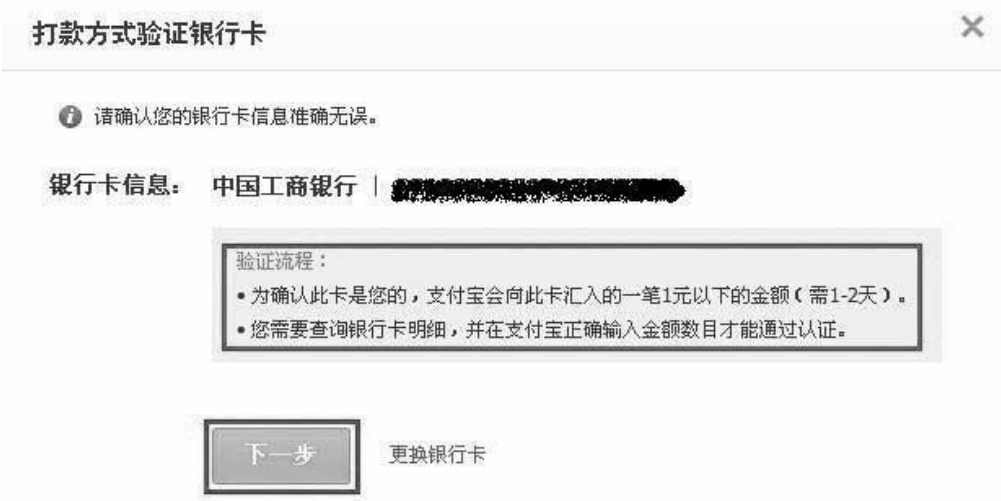 打款方式验证银行卡
请确认您的银行卡信息准确无误。
银行卡信息： 中国工商银行 |
验证流程：
• 为确认此卡是您的，支付宝会向此卡汇入的一笔1元以下的金额（需1-2天）。
• 您需要查询银行卡明细，并在支付宝正确输入金额数目才能通过认证。
下一步 更换银行卡